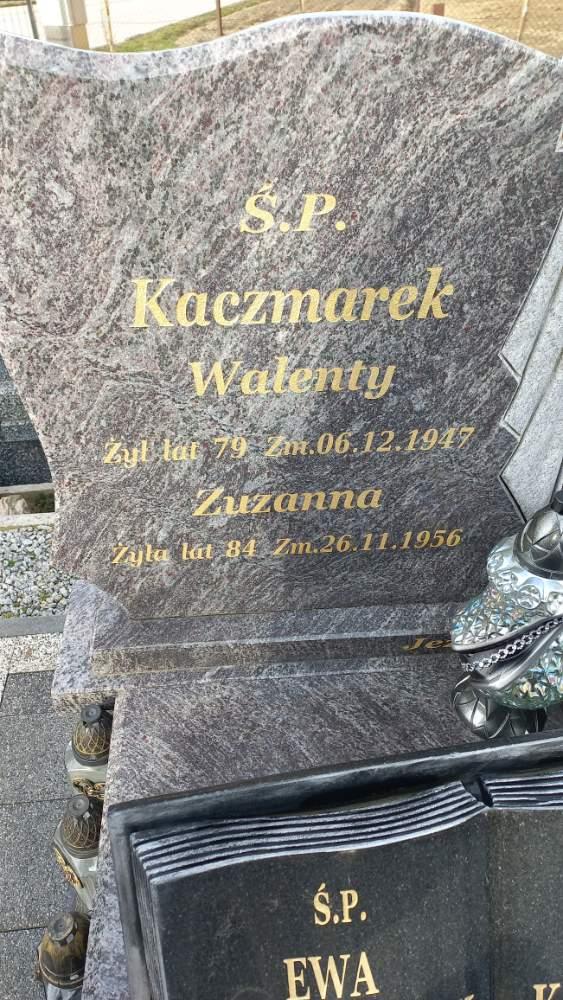 Ś.P.
Kaczmarek
Walenty
Żył lat 79 Zm.06.12.1947
Zuzanna
Żyła lat 84 Zm.26.11.1956
Ś.P.
EWA